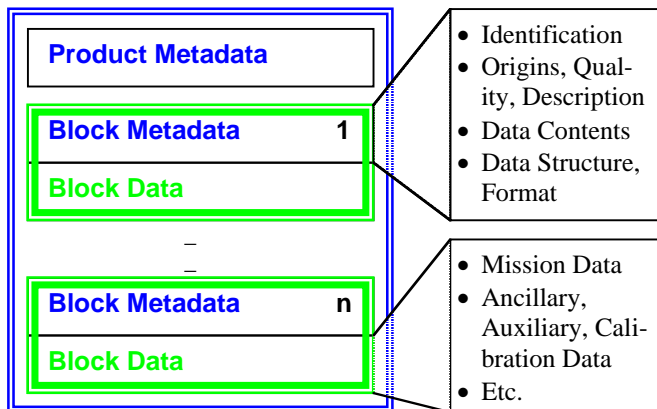 Product Metadata
Block Metadata 1
Block Data
–
–
Block Metadata n
Block Data
• Identification
• Origins, Qual-
ity, Description
• Data Contents
• Data Structure,
Format
• Mission Data
• Ancillary,
Auxiliary, Cali-
bration Data
• Etc.